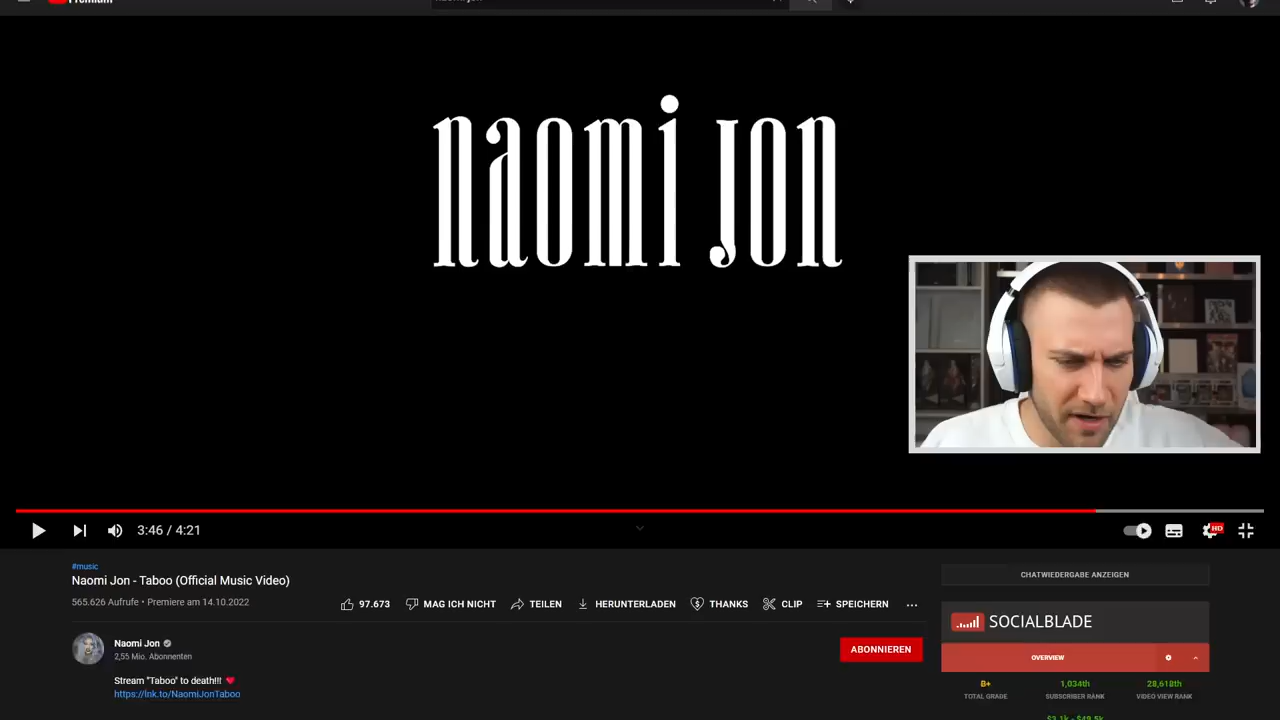 naomi jon
3:46 / 4:21
HD
#music
Naomi Jon - Taboo (Official Music Video)
565.626 Aufrufe • Premiere am 14.10.2022
97.673
MAG ICH NICHT
TEILEN
HERUNTERLADEN
THANKS
CLIP
SPEICHERN
Naomi Jon
2,55 Mio. Abonnenten
ABONNIEREN
Stream "Taboo" to death!!!
https://lnk.to/NaomiJonTaboo
CHATWIEDERGABE ANZEIGEN
SOCIALBLADE
OVERVIEW
B+
1,034th
28,618th
TOTAL GRADE
SUBSCRIBER RANK
VIDEO VIEW RANK